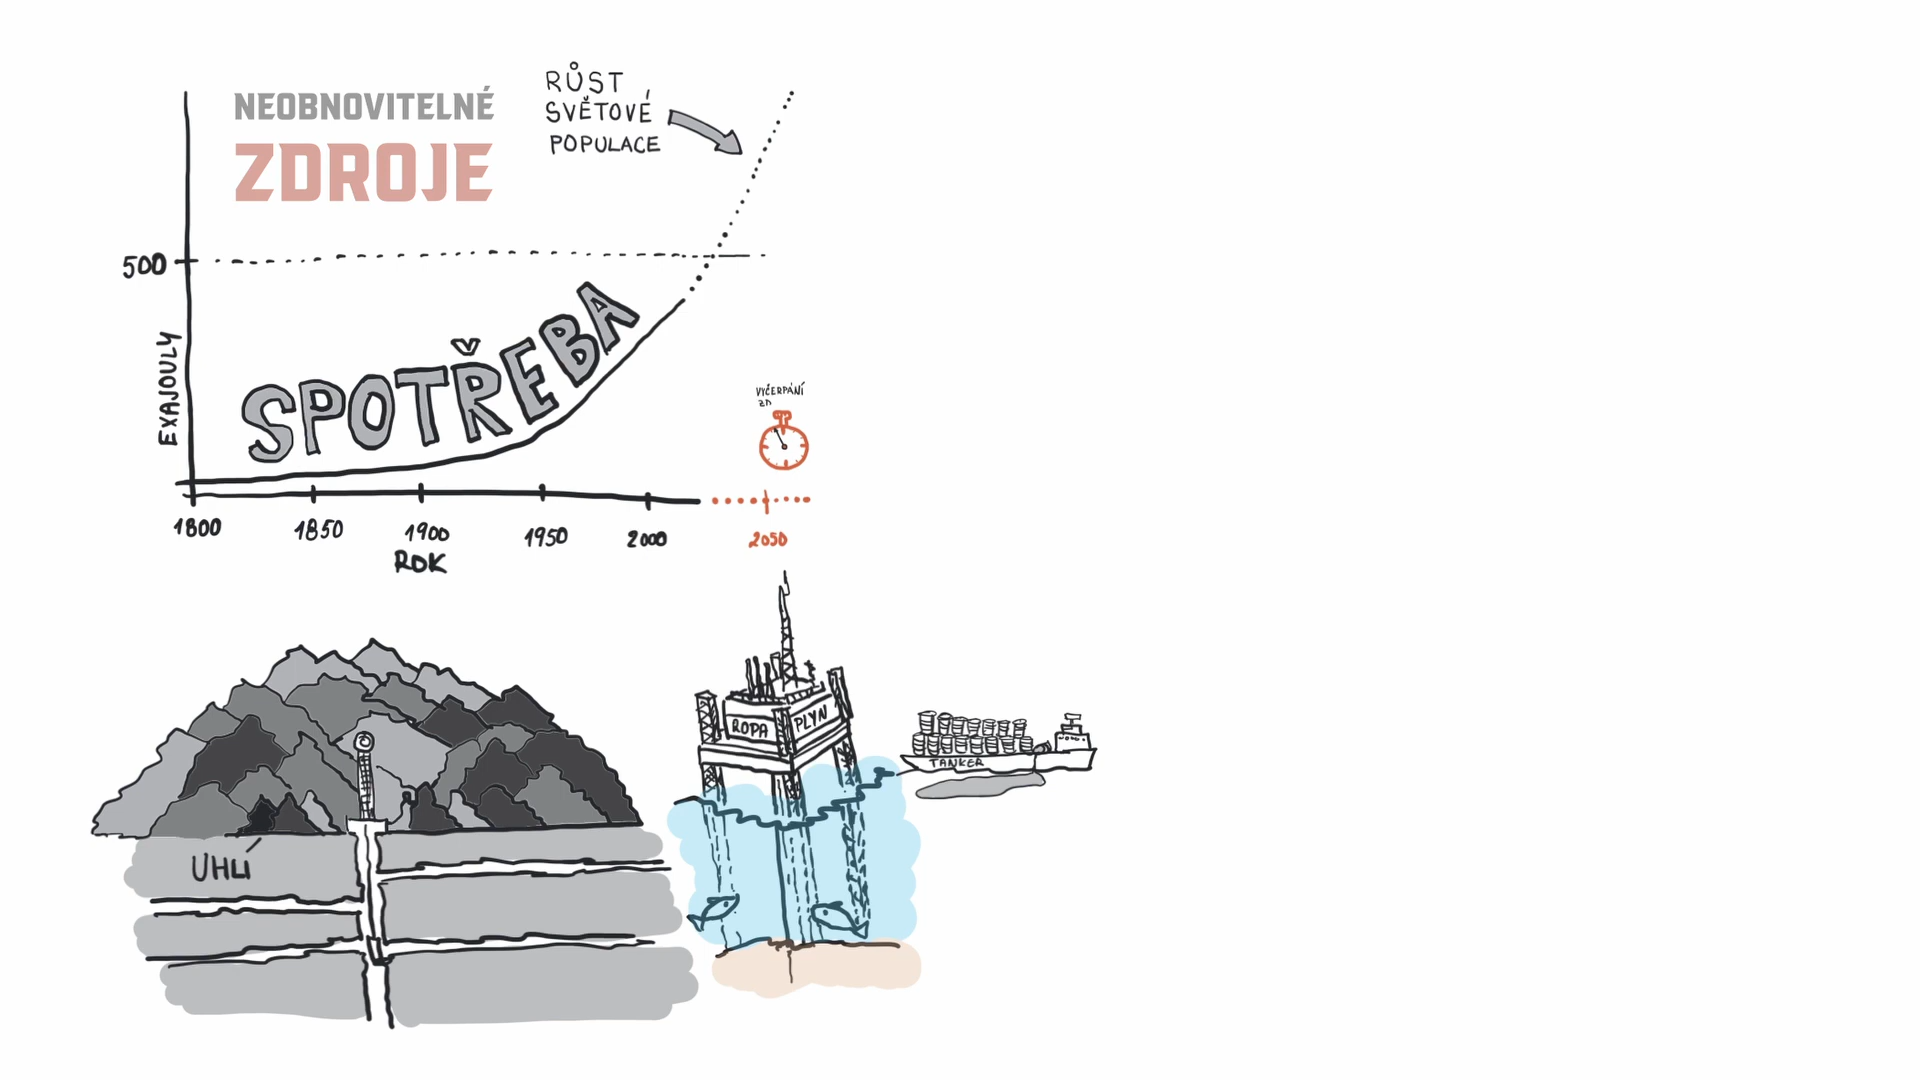 NEOBNOVITELNÉ
ZDROJE
RŮST
SVĚTOVÉ
POPULACE
500
EXAJOULY
SPOTŘEBA
VYČERPÁNÍ
ZD
1800
1850
1900
1950
2000
2050
ROK
ROPA
PLYN
TANKER
UHLÍ